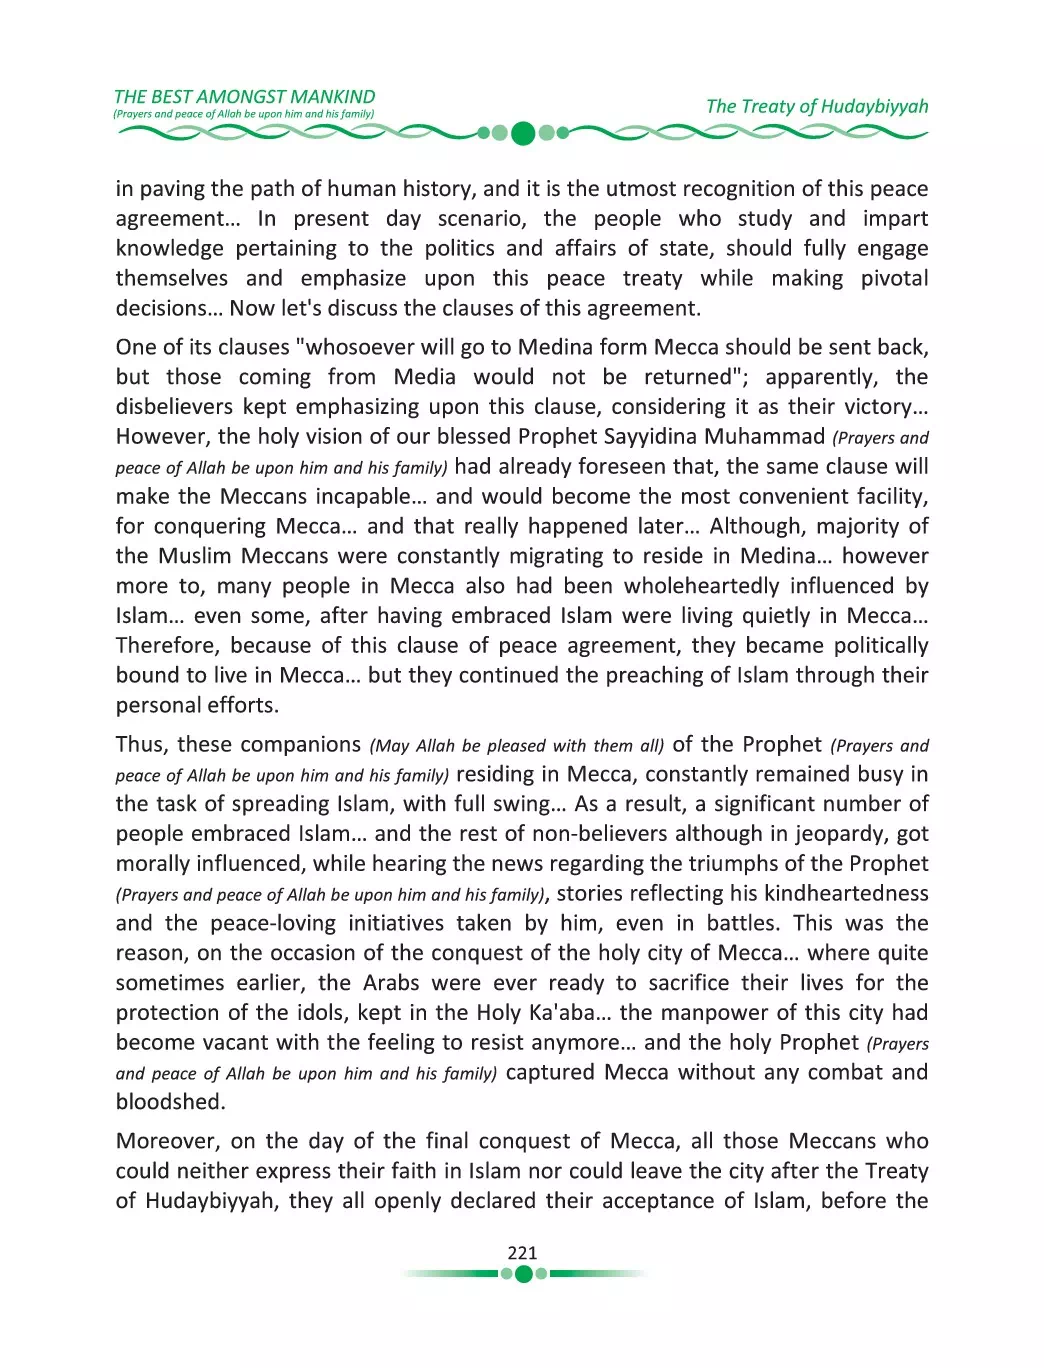 THE BEST AMONGST MANKIND
(Prayers and peace of Allah be upon him and his family)
The Treaty of Hudaybiyyah
in paving the path of human history, and it is the utmost recognition of this peace
agreement... In present day scenario, the people who study and impart
knowledge pertaining to the politics and affairs of state, should fully engage
themselves and emphasize upon this peace treaty while making pivotal
decisions... Now let's discuss the clauses of this agreement.
One of its clauses "whosoever will go to Medina form Mecca should be sent back,
but those coming from Media would not be returned"; apparently, the
disbelievers kept emphasizing upon this clause, considering it as their victory...
However, the holy vision of our blessed Prophet Sayyidina Muhammad (Prayers and
peace of Allah be upon him and his family) had already foreseen that, the same clause will
make the Meccans incapable... and would become the most convenient facility,
for conquering Mecca... and that really happened later... Although, majority of
the Muslim Meccans were constantly migrating to reside in Medina... however
more to, many people in Mecca also had been wholeheartedly influenced by
Islam... even some, after having embraced Islam were living quietly in Mecca...
Therefore, because of this clause of peace agreement, they became politically
bound to live in Mecca... but they continued the preaching of Islam through their
personal efforts.
Thus, these companions (May Allah be pleased with them all) of the Prophet (Prayers and
peace of Allah be upon him and his family) residing in Mecca, constantly remained busy in
the task of spreading Islam, with full swing... As a result, a significant number of
people embraced Islam... and the rest of non-believers although in jeopardy, got
morally influenced, while hearing the news regarding the triumphs of the Prophet
(Prayers and peace of Allah be upon him and his family), stories reflecting his kindheartedness
and the peace-loving initiatives taken by him, even in battles. This was the
reason, on the occasion of the conquest of the holy city of Mecca... where quite
sometimes earlier, the Arabs were ever ready to sacrifice their lives for the
protection of the idols, kept in the Holy Ka'aba... the manpower of this city had
become vacant with the feeling to resist anymore... and the holy Prophet (Prayers
and peace of Allah be upon him and his family) captured Mecca without any combat and
bloodshed.
Moreover, on the day of the final conquest of Mecca, all those Meccans who
could neither express their faith in Islam nor could leave the city after the Treaty
of Hudaybiyyah, they all openly declared their acceptance of Islam, before the
221